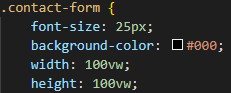 .contact-form {
font-size: 25px;
background-color: #000;
width: 100vw;
height: 100vw;